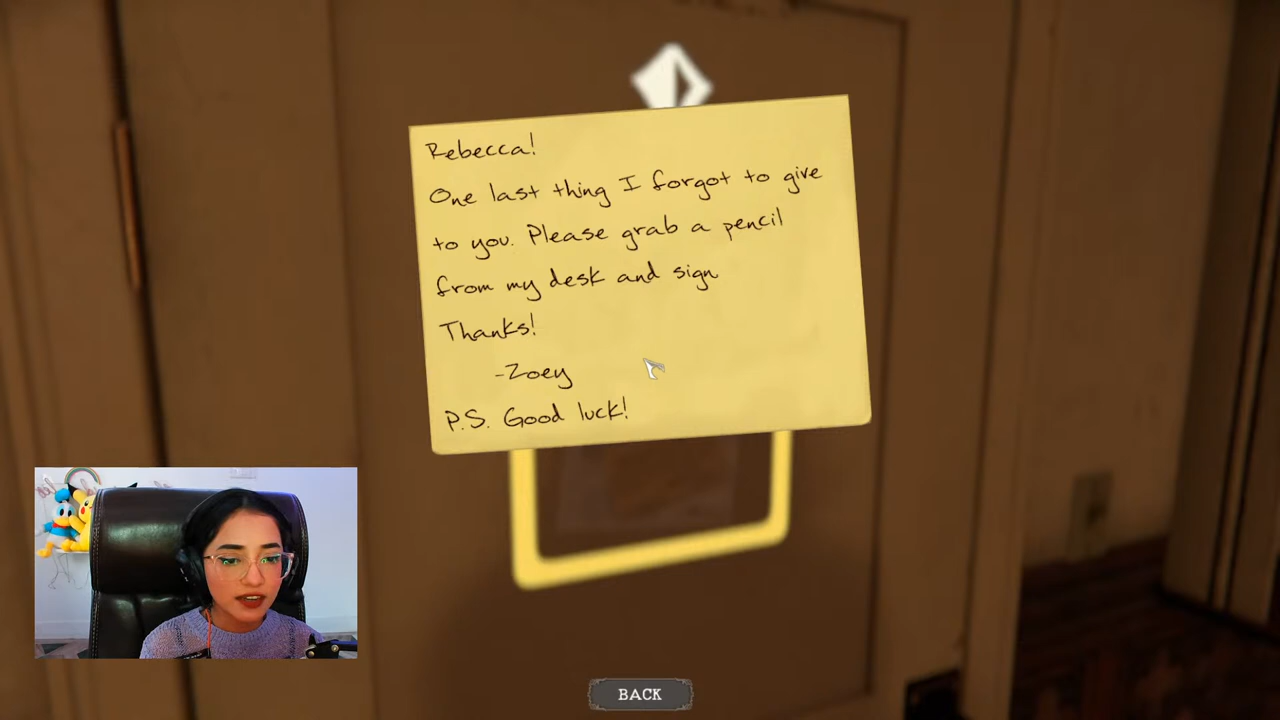 Rebecca!
One last thing I forgot to give
to you. Please grab a pencil
from my desk and sign
Thanks!
-Zoey
P.S. Good luck!
BACK